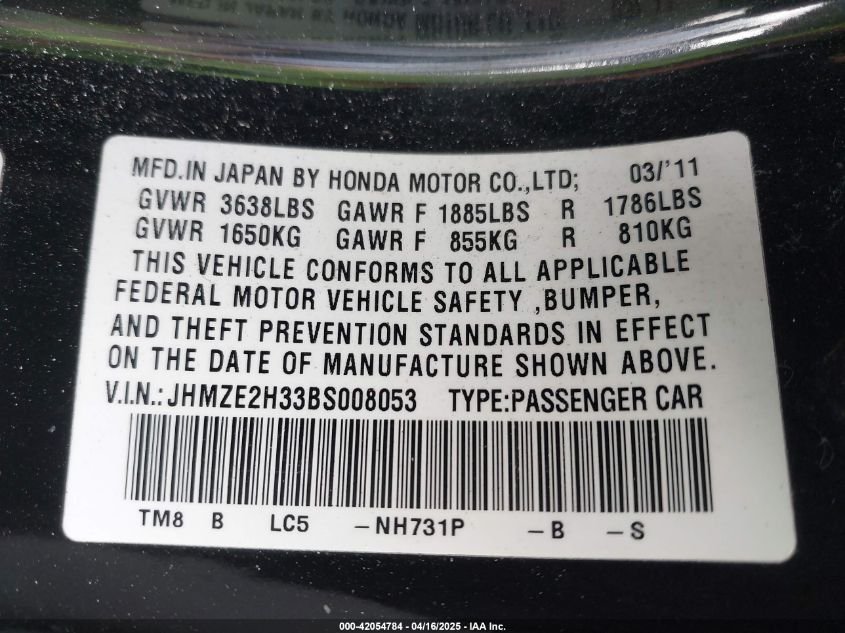 MFD.IN JAPAN BY HONDA MOTOR CO.,LTD; 03/'11
GVWR 3638LBS GAWR F 1885LBS R 1786LBS
GVWR 1650KG GAWR F 855KG R 810KG
THIS VEHICLE CONFORMS TO ALL APPLICABLE
FEDERAL MOTOR VEHICLE SAFETY ,BUMPER,
AND THEFT PREVENTION STANDARDS IN EFFECT
ON THE DATE OF MANUFACTURE SHOWN ABOVE.
V.I.N.: JHMZE2H33BS008053 TYPE:PASSENGER CAR
TM8 B LC5 –NH731P –B –S
000-42054784 - 04/16/2025 - IAA Inc.